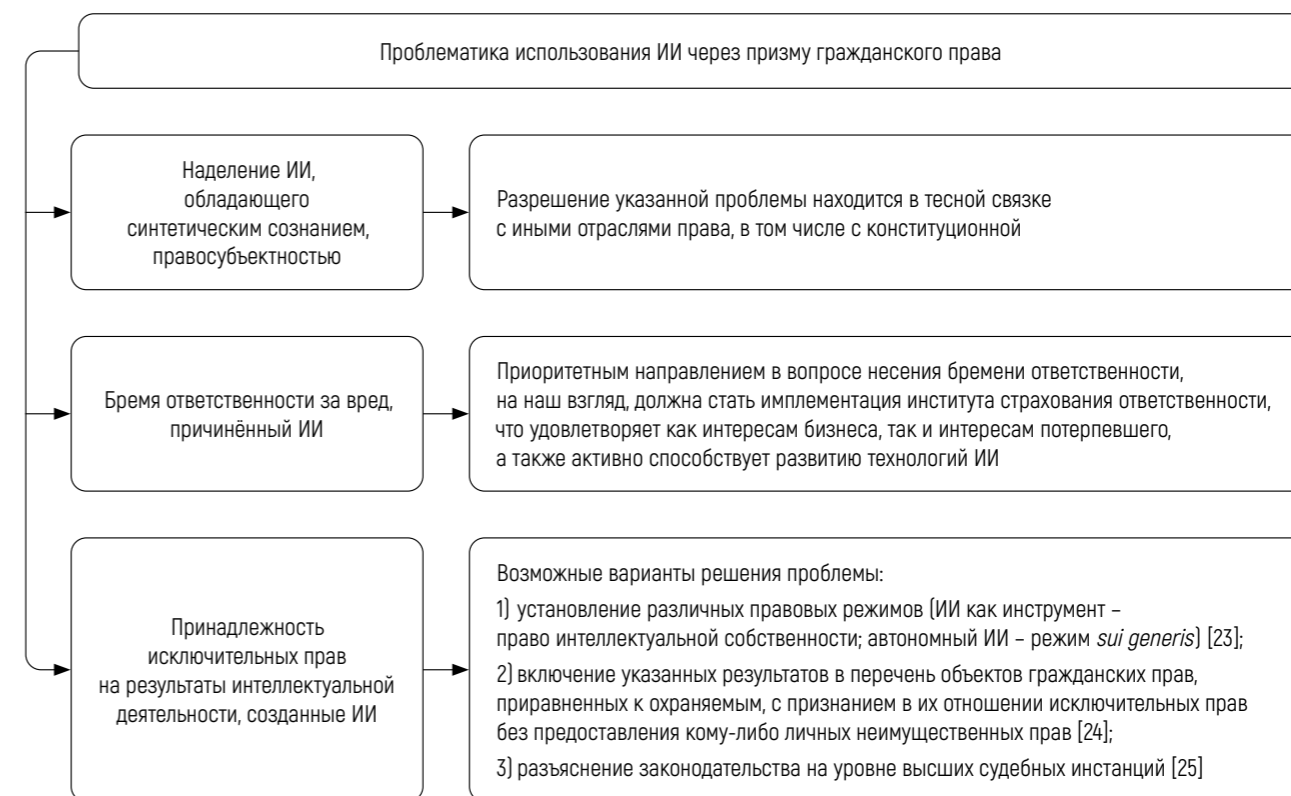 Проблематика использования ИИ через призму гражданского права
Наделение ИИ,
обладающего
синтетическим сознанием,
правосубъектностью
Разрешение указанной проблемы находится в тесной связке
с иными отраслями права, в том числе с конституционной
Бремя ответственности за вред,
причинённый ИИ
Приоритетным направлением в вопросе несения бремени ответственности,
на наш взгляд, должна стать имплементация института страхования ответственности,
что удовлетворяет как интересам бизнеса, так и интересам потерпевшего,
а также активно способствует развитию технологий ИИ
Принадлежность
исключительных прав
на результаты интеллектуальной
деятельности, созданные ИИ
Возможные варианты решения проблемы:
1) установление различных правовых режимов (ИИ как инструмент –
право интеллектуальной собственности; автономный ИИ – режим sui generis) [23];
2) включение указанных результатов в перечень объектов гражданских прав,
приравненных к охраняемым, с признанием в их отношении исключительных прав
без предоставления кому-либо личных неимущественных прав [24];
3) разъяснение законодательства на уровне высших судебных инстанций [25]